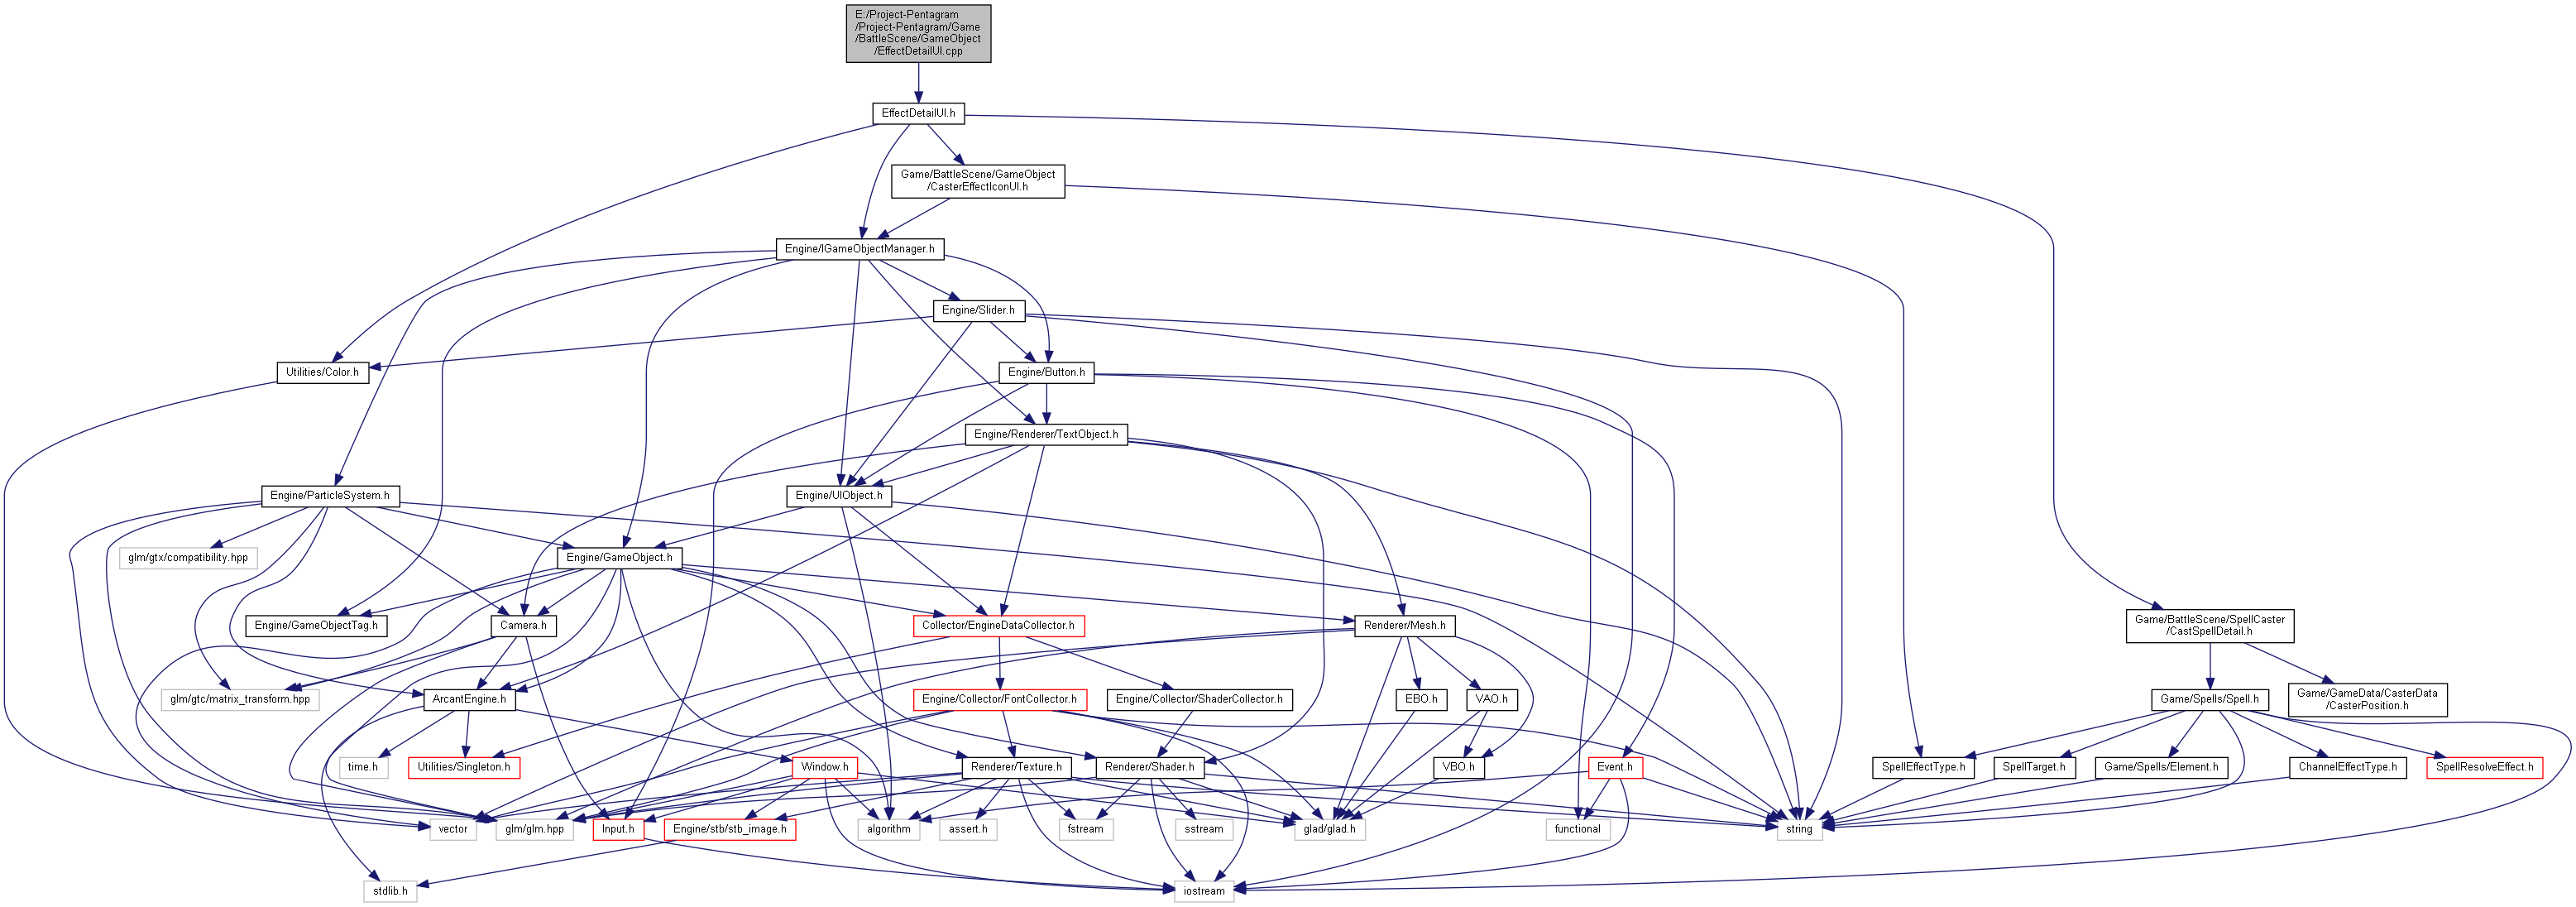 E:/Project-Pentagram
/Project-Pentagram/Game
/BattleScene/GameObject
/EffectDetailUI.cpp
EffectDetailUI.h
Game/BattleScene/GameObject
/CasterEffectIconUI.h
Engine/IGameObjectManager.h
Engine/Slider.h
Utilities/Color.h
Engine/Button.h
Engine/Renderer/TextObject.h
Engine/ParticleSystem.h
Engine/UIObject.h
glm/gtx/compatibility.hpp
Engine/GameObject.h
Engine/GameObjectTag.h
Camera.h
Collector/EngineDataCollector.h
Renderer/Mesh.h
Game/BattleScene/SpellCaster
/CastSpellDetail.h
glm/gtc/matrix_transform.hpp
ArcantEngine.h
Engine/Collector/FontCollector.h
Engine/Collector/ShaderCollector.h
EBO.h
VAO.h
Game/Spells/Spell.h
Game/GameData/CasterData
/CasterPosition.h
time.h
Utilities/Singleton.h
Window.h
Renderer/Texture.h
Renderer/Shader.h
VBO.h
Event.h
SpellEffectType.h
SpellTarget.h
Game/Spells/Element.h
ChannelEffectType.h
SpellResolveEffect.h
vector
glm/glm.hpp
Input.h
Engine/stb/stb_image.h
algorithm
assert.h
fstream
sstream
glad/glad.h
functional
string
stdlib.h
iostream